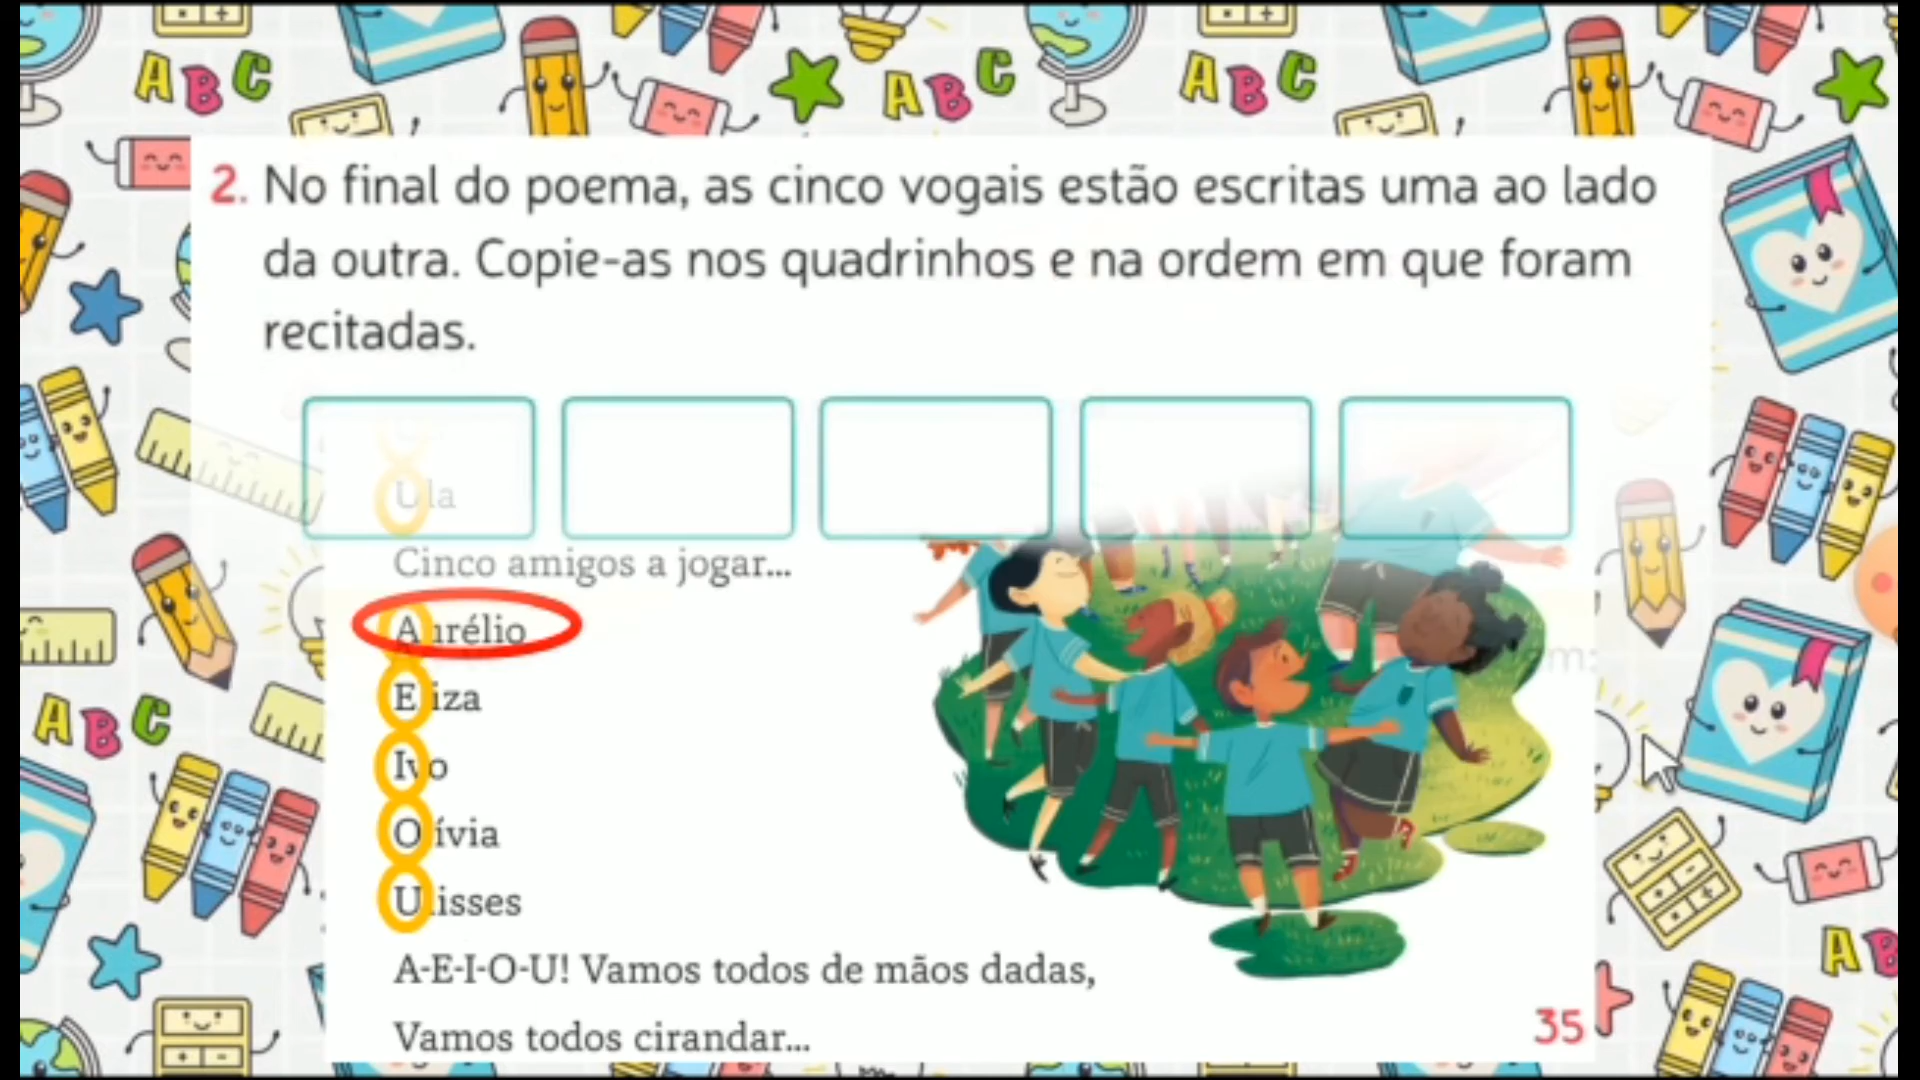 ABC
ABC
ABC
2. No final do poema, as cinco vogais estão escritas uma ao lado
da outra. Copie-as nos quadrinhos e na ordem em que foram
recitadas.
Ula
Cinco amigos a jogar...
Aurélio
Eliza
Ivo
Olívia
Ulisses
A-E-I-O-U! Vamos todos de mãos dadas,
Vamos todos cirandar...
35
ABC
AB